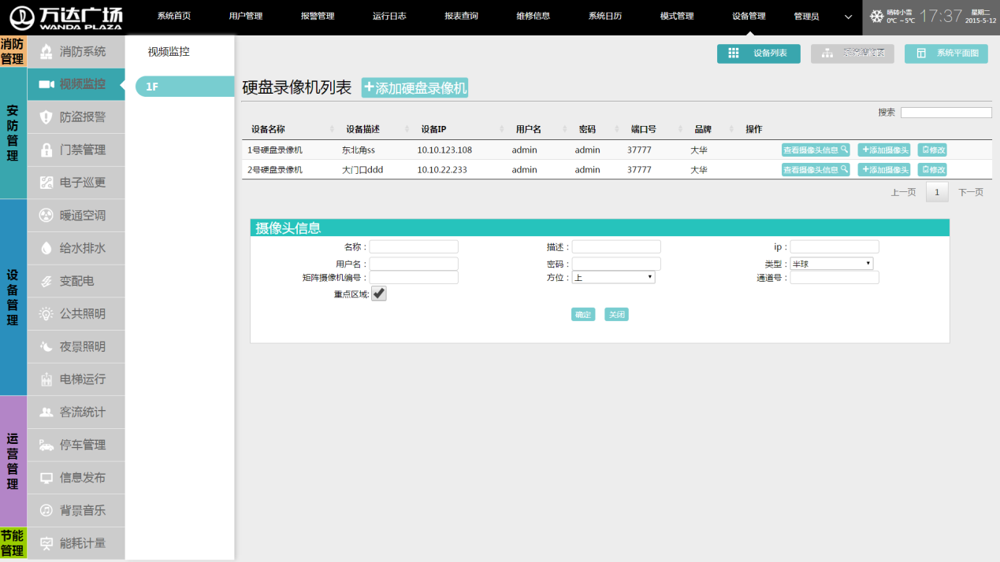 万达广场
WANDA PLAZA
系统首页 用户管理 报警管理 运行日志 报表查询 维修信息 系统日历 模式管理 设备管理 管理员
晴转小雪
0℃ ~ 5℃
17:37
星期二
2015-5-12
消防管理
安防管理
设备管理
运营管理
节能管理
消防系统
视频监控
防盗报警
门禁管理
电子巡更
暖通空调
给水排水
变配电
公共照明
夜景照明
电梯运行
客流统计
停车管理
信息发布
背景音乐
能耗计量
视频监控
1F
设备列表 系统平面图
硬盘录像机列表 +添加硬盘录像机
搜索
设备名称 设备描述 设备IP 用户名 密码 端口号 品牌 操作
1号硬盘录像机 东北角ss 10.10.123.108 admin admin 37777 大华 查看摄像头信息 +添加摄像头 修改
2号硬盘录像机 大门口ddd 10.10.22.233 admin admin 37777 大华 查看摄像头信息 +添加摄像头 修改
上一页 1 下一页
摄像头信息
名称： 描述： ip：
用户名： 密码： 类型：半球
矩阵摄像机编号： 方位：上 通道号：
重点区域:
确定 关闭